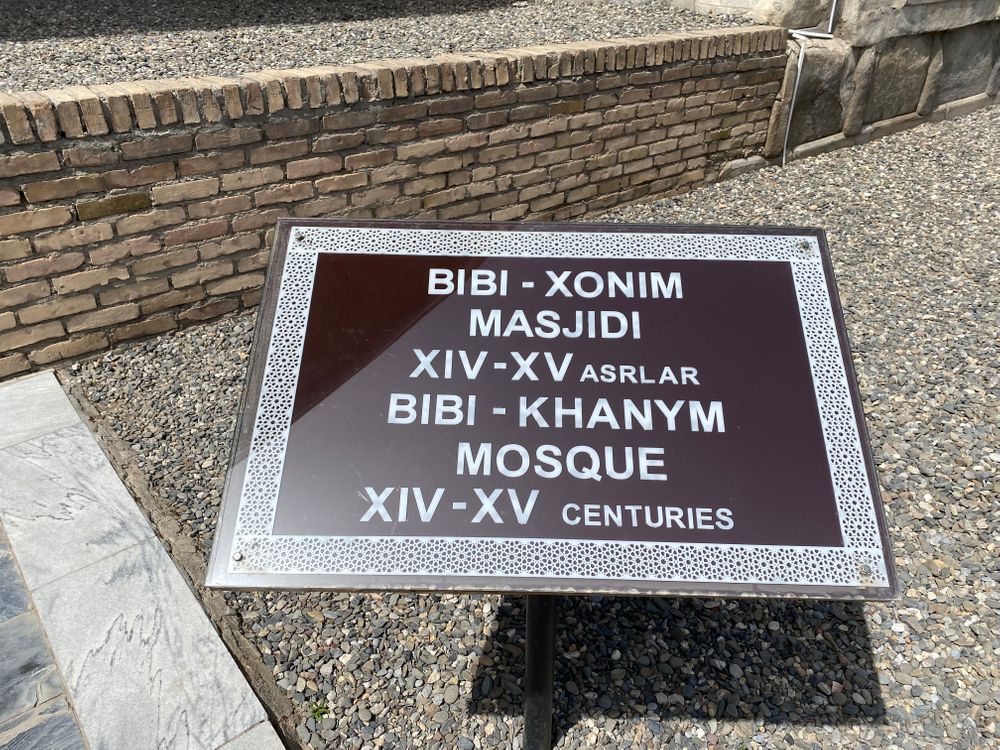 BIBI - XONIM
MASJIDI
XIV-XV ASRLAR
BIBI - KHANYM
MOSQUE
XIV-XV CENTURIES